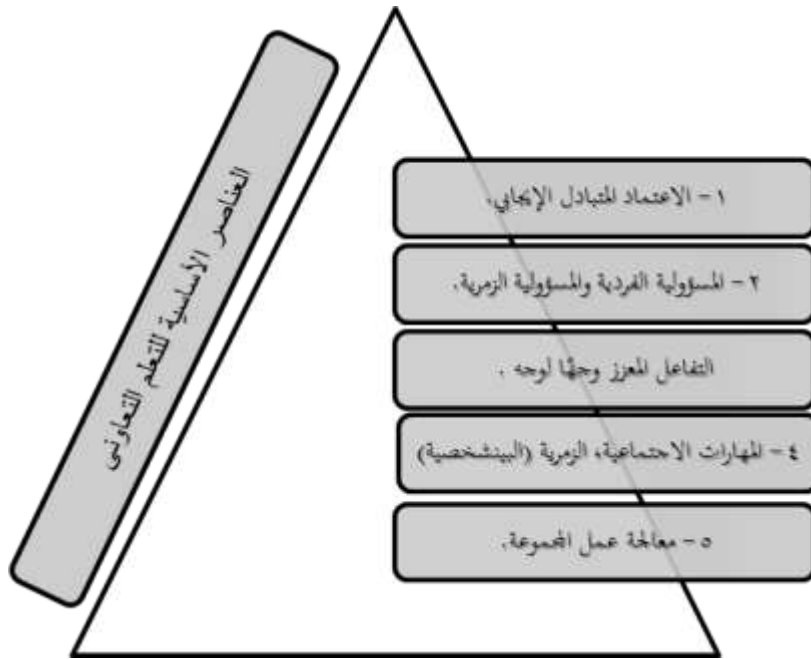 العناصر الأساسية للتعلم التعاونى
١- الاعتماد المتبادل الإيجابي.
٢- المسؤولية الفردية والمسؤولية الزمرية.
التفاعل المعزز وجهًا لوجه .
٤- المهارات الاجتماعية، الزمرية (البينشخصية)
٥- معالجة عمل المجموعة.